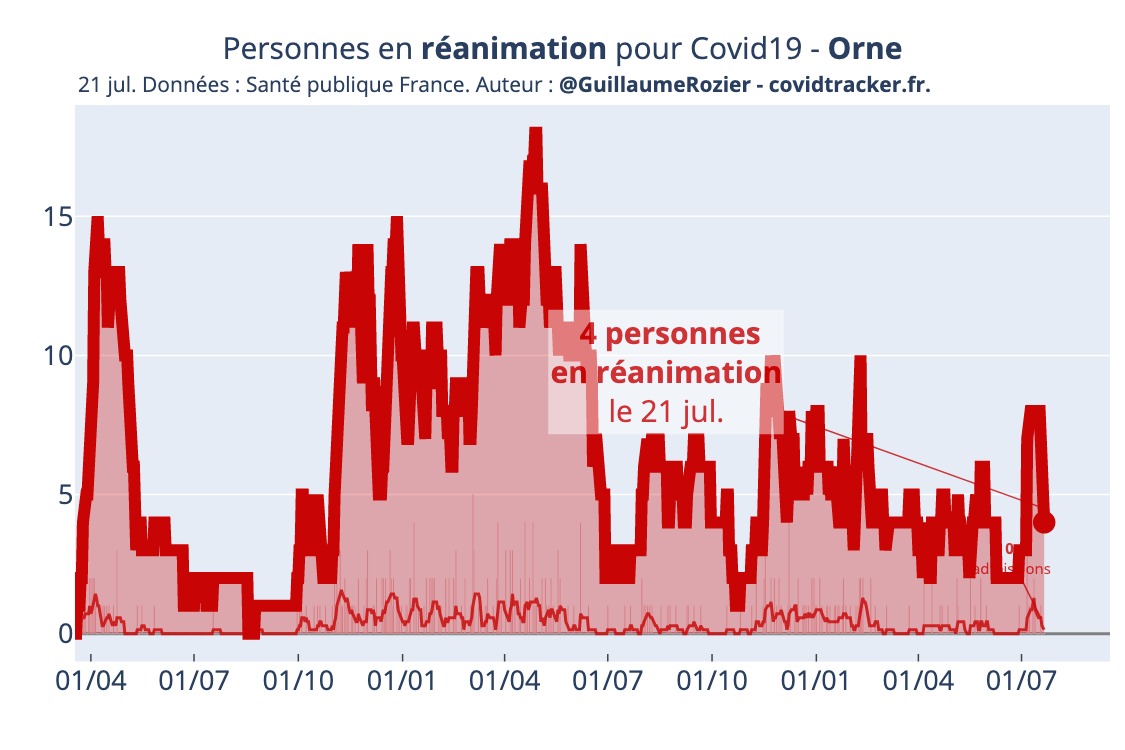 Personnes en réanimation pour Covid19 - Orne
21 jul. Données : Santé publique France. Auteur : @GuillaumeRozier - covidtracker.fr.
15
10
5
0
4 personnes
en réanimation
le 21 jul.
0
admissions
01/04 01/07 01/10 01/01 01/04 01/07 01/10 01/01 01/04 01/07